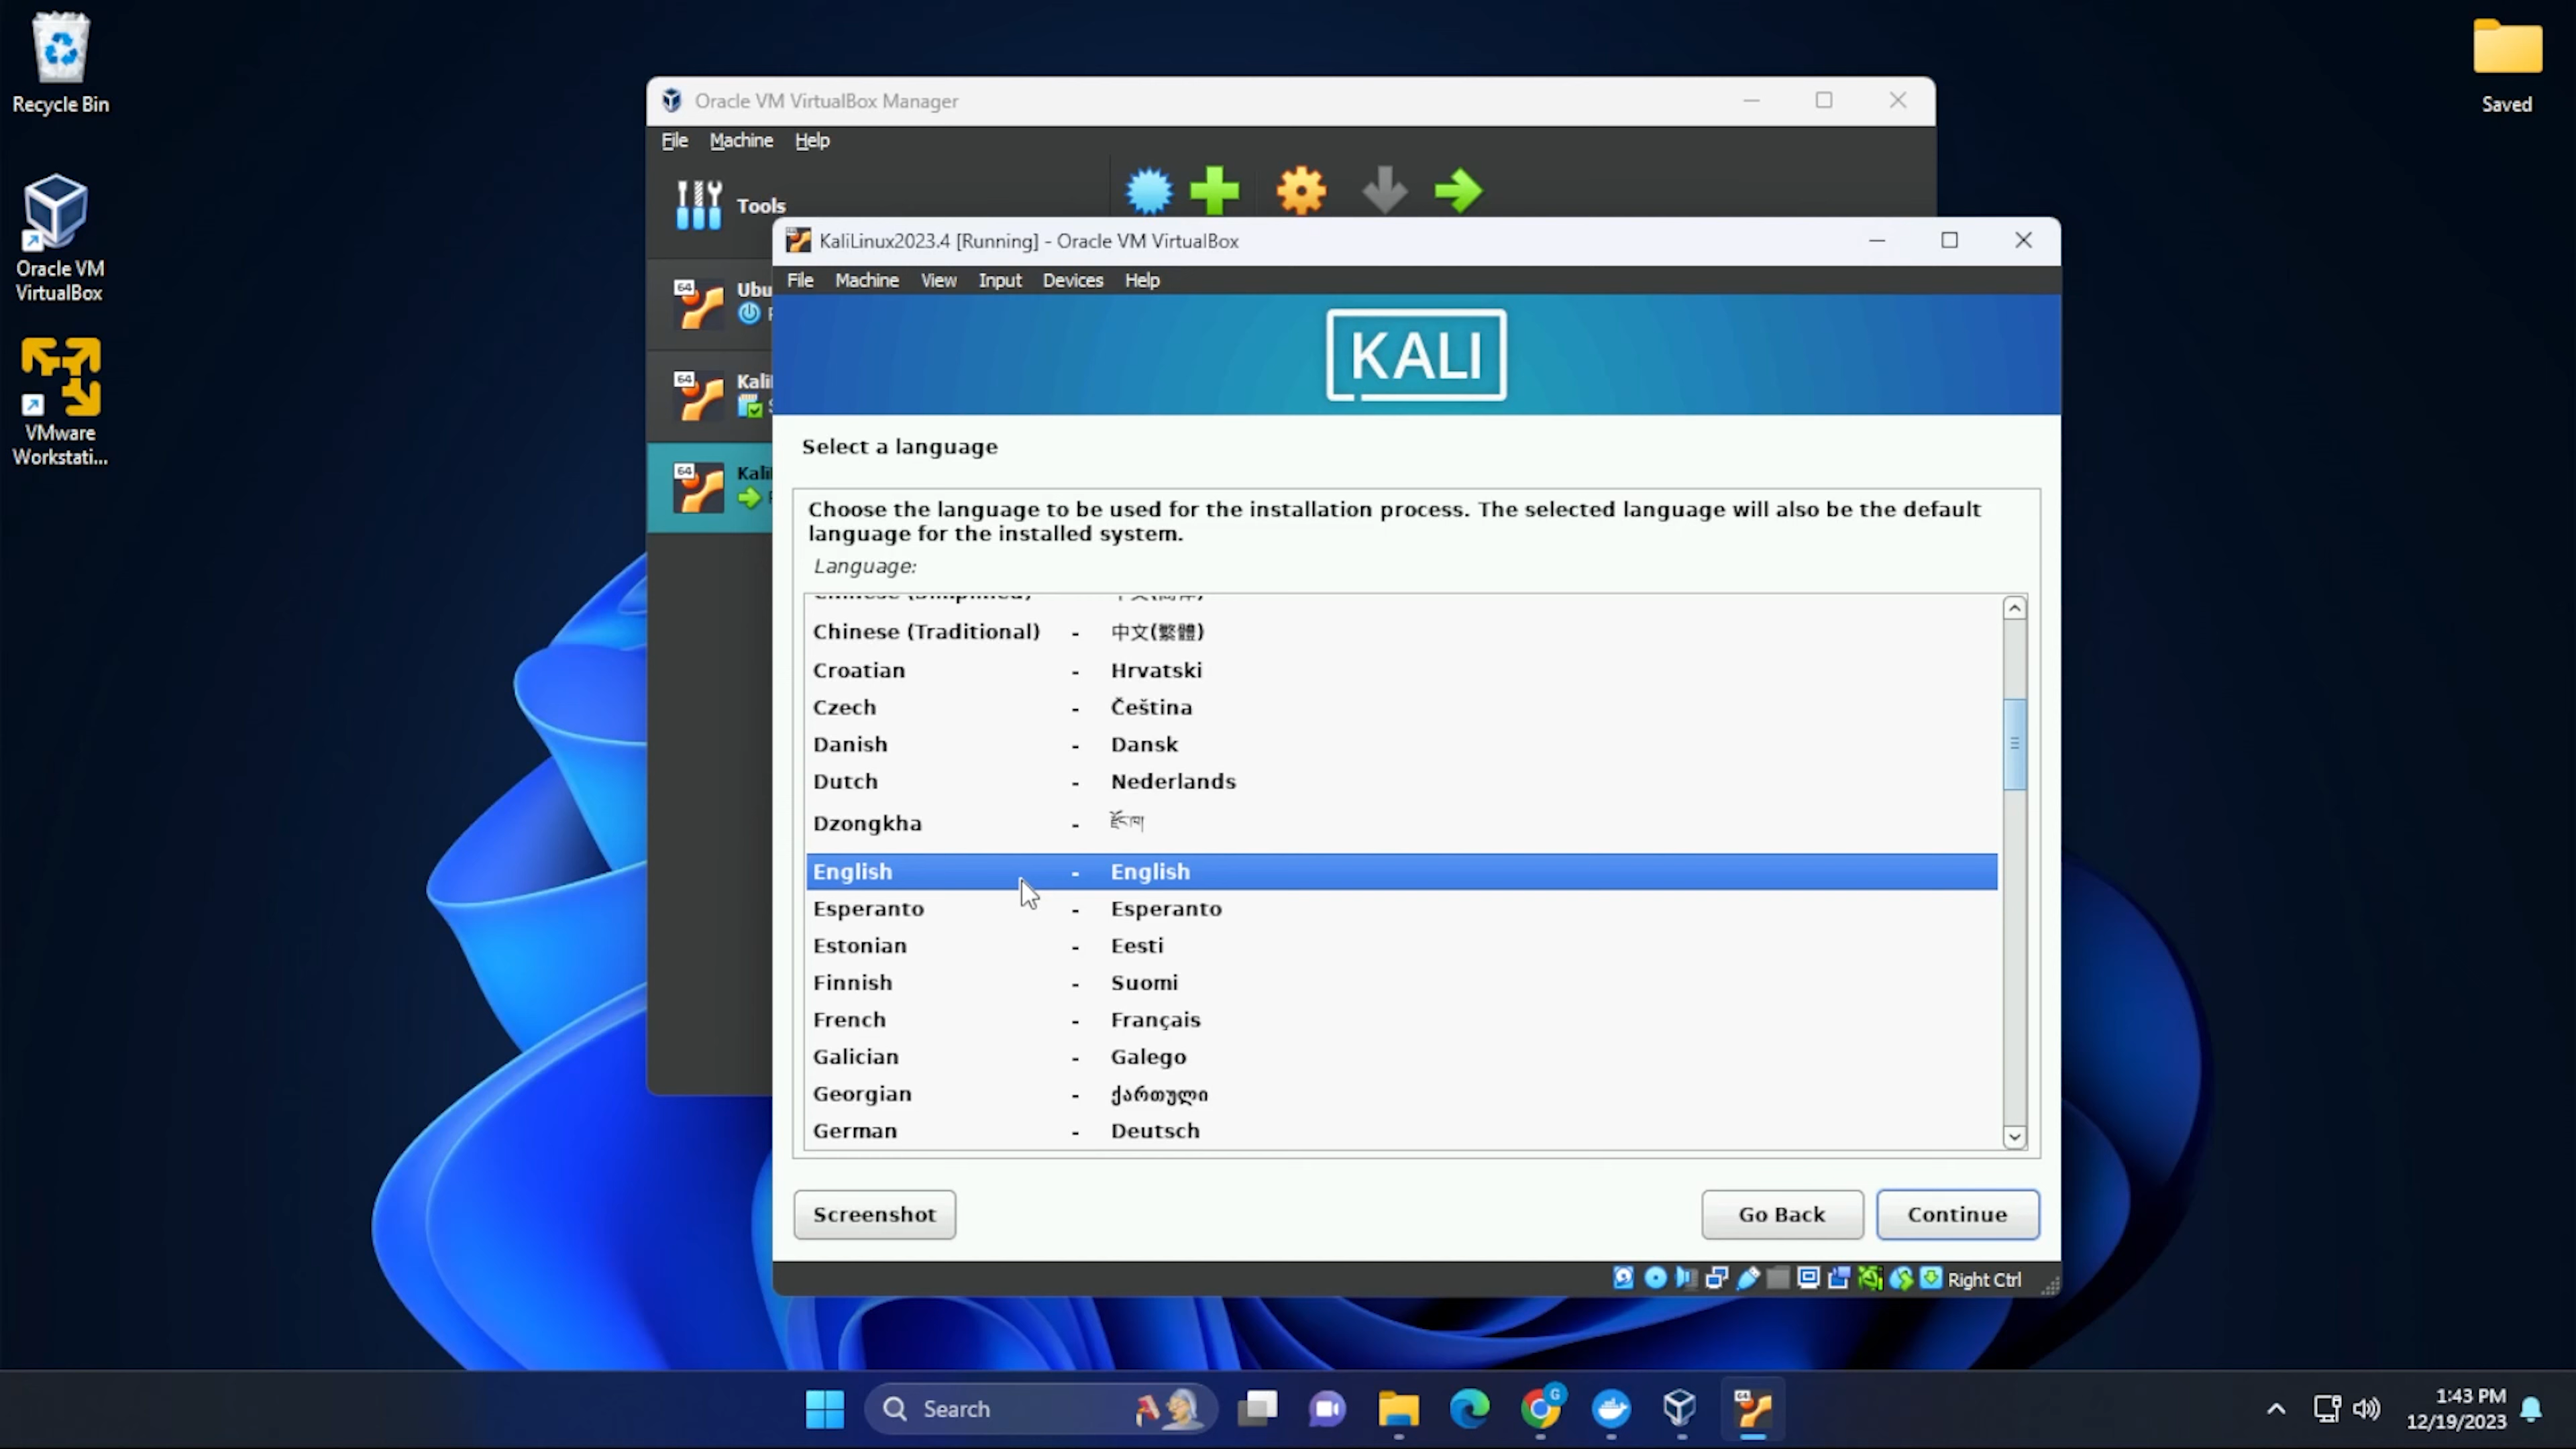 Recycle Bin
Saved
Oracle VM
VirtualBox
VMware
Workstati...
Oracle VM VirtualBox Manager
File Machine Help
Tools
64
Ubu
64
Kali
64
Kali
KaliLinux2023.4 [Running] - Oracle VM VirtualBox
File Machine View Input Devices Help
KALI
Select a language
Choose the language to be used for the installation process. The selected language will also be the default
language for the installed system.
Language:
Chinese (Traditional) - 中文(繁體)
Croatian - Hrvatski
Czech - Čeština
Danish - Dansk
Dutch - Nederlands
Dzongkha - རྫོང་ཁ།
English - English
Esperanto - Esperanto
Estonian - Eesti
Finnish - Suomi
French - Français
Galician - Galego
Georgian - ქართული
German - Deutsch
Screenshot
Go Back
Continue
Right Ctrl
Search
G
64
1:43 PM
12/19/2023